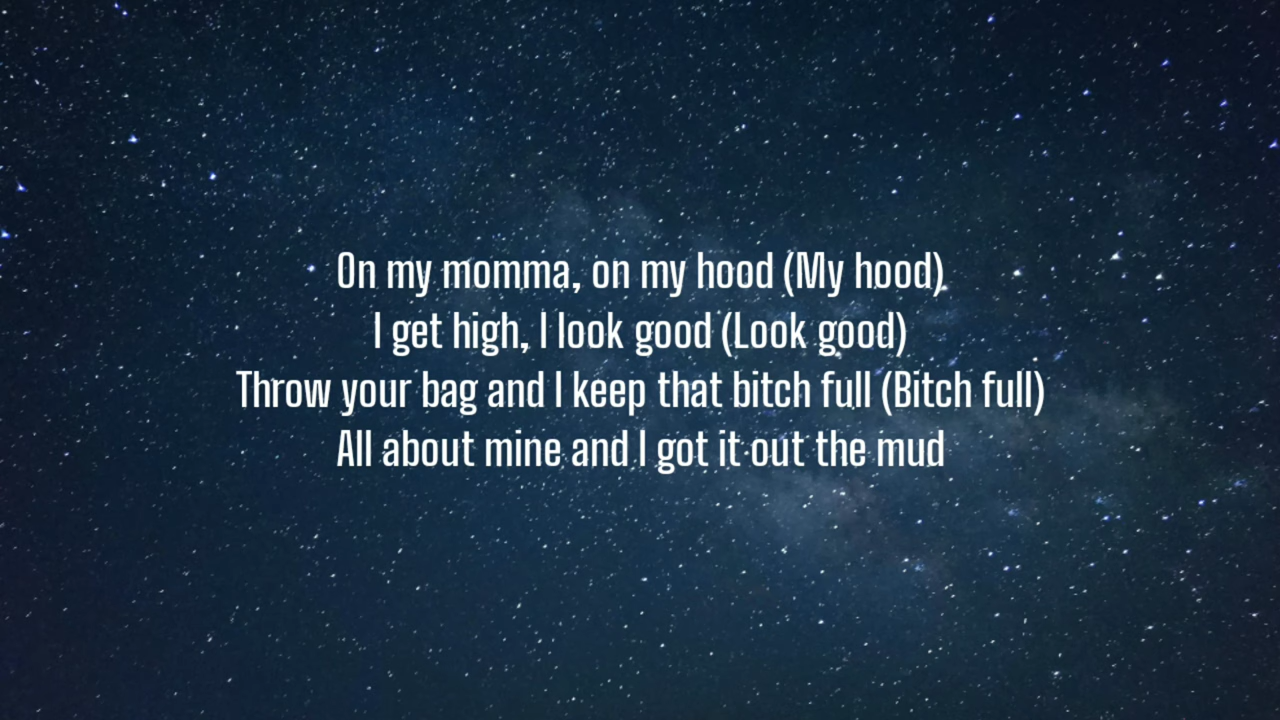 On my momma, on my hood (My hood)
I get high, I look good (Look good)
Throw your bag and I keep that bitch full (Bitch full)
All about mine and I got it out the mud